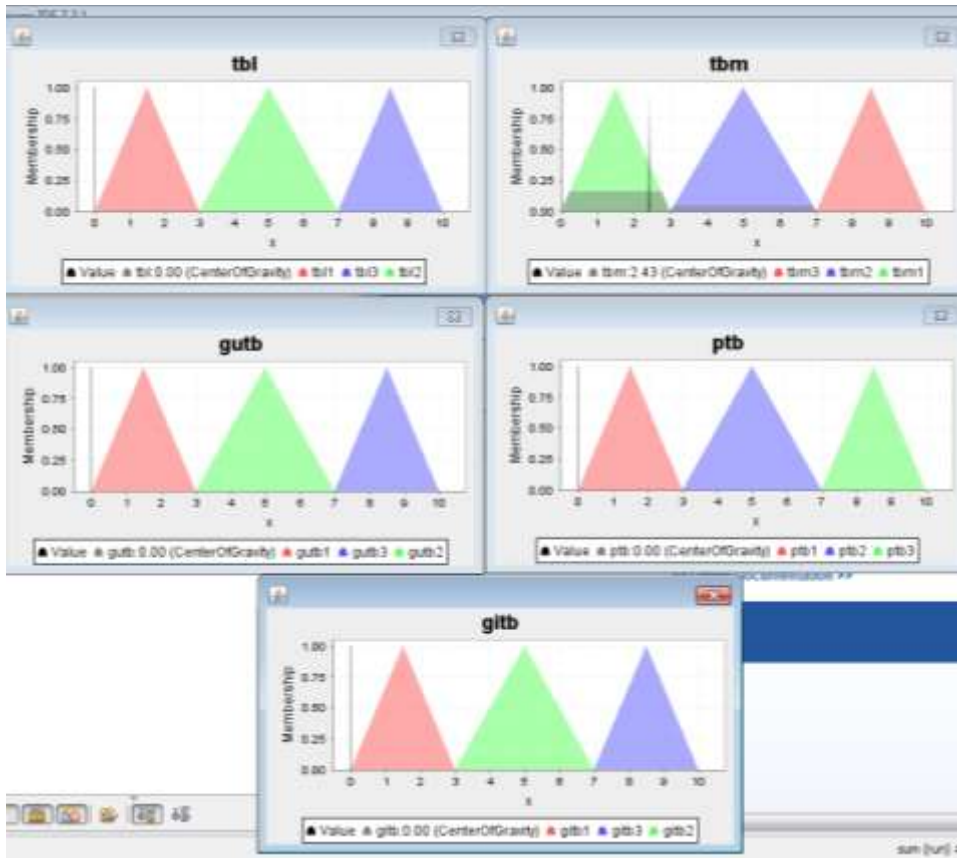 tbl
1.00
0.75
0.50
0.25
0.00
Membership
0 1 2 3 4 5 6 7 8 9 10
x
Value tbl:0.00 (CenterOfGravity) tbl1 tbl3 tbl2
tbm
1.00
0.75
0.50
0.25
0.00
Membership
0 1 2 3 4 5 6 7 8 9 10
x
Value tbm:2.43 (CenterOfGravity) tbm3 tbm2 tbm1
gutb
1.00
0.75
0.50
0.25
0.00
Membership
0 1 2 3 4 5 6 7 8 9 10
x
Value gutb:0.00 (CenterOfGravity) gutb1 gutb3 gutb2
ptb
1.00
0.75
0.50
0.25
0.00
Membership
0 1 2 3 4 5 6 7 8 9 10
x
Value ptb:0.00 (CenterOfGravity) ptb1 ptb2 ptb3
gitb
1.00
0.75
0.50
0.25
0.00
Membership
0 1 2 3 4 5 6 7 8 9 10
x
Value gitb:0.00 (CenterOfGravity) gitb1 gitb3 gitb2
sum (run)